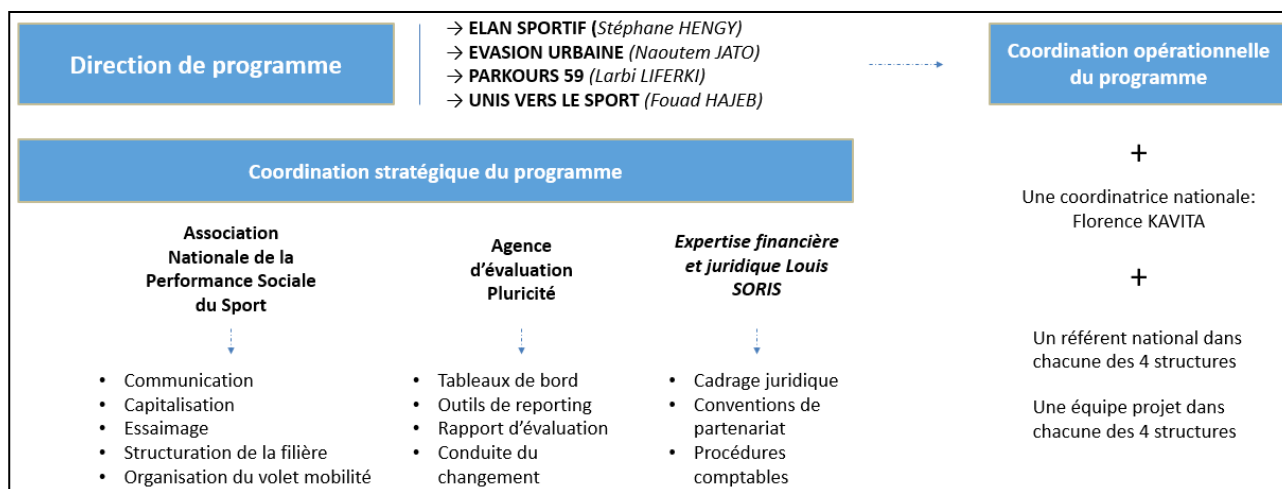 Direction de programme
→ ELAN SPORTIF (Stéphane HENGY)
→ EVASION URBAINE (Naoutem JATO)
→ PARKOURS 59 (Larbi LIFERKI)
→ UNIS VERS LE SPORT (Fouad HAJEB)
Coordination opérationnelle
du programme
+
Une coordinatrice nationale:
Florence KAVITA
+
Un référent national dans
chacune des 4 structures
Une équipe projet dans
chacune des 4 structures
Coordination stratégique du programme
Association
Nationale de la
Performance Sociale
du Sport
• Communication
• Capitalisation
• Essaimage
• Structuration de la filière
• Organisation du volet mobilité
Agence
d'évaluation
Pluricité
• Tableaux de bord
• Outils de reporting
• Rapport d'évaluation
• Conduite du
changement
Expertise financière
et juridique Louis
SORIS
• Cadrage juridique
• Conventions de
partenariat
• Procédures
comptables